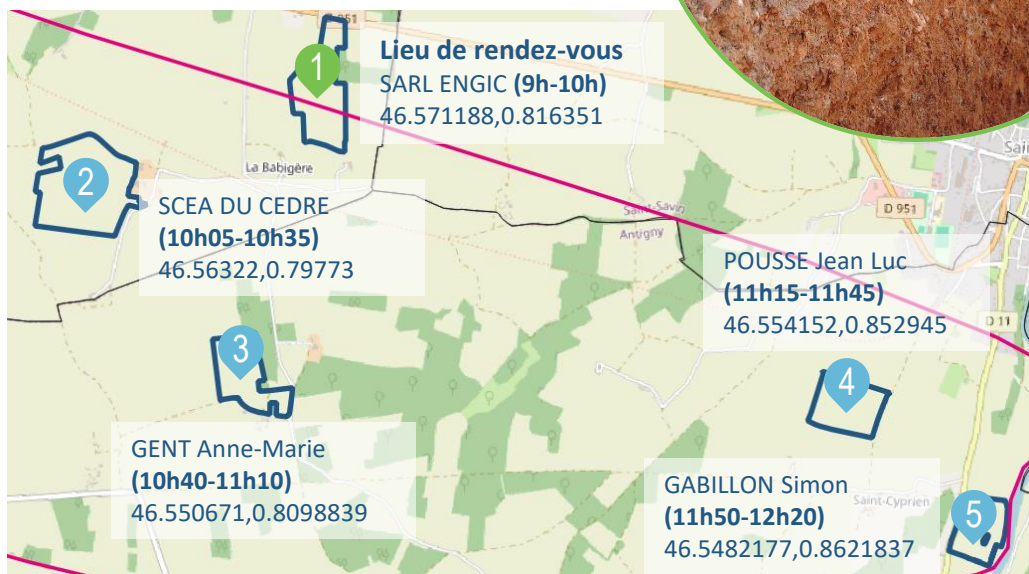 951
1
Lieu de rendez-vous
SARL ENGIC (9h-10h)
46.571188,0.816351
La Babigère
2
SCEA DU CEDRE
(10h05-10h35)
46.56322,0.79773
Saint-Savin
Antigny
Sai
D 951
D 11
POUSSE Jean Luc
(11h15-11h45)
46.554152,0.852945
3
4
GENT Anne-Marie
(10h40-11h10)
46.550671,0.8098839
GABILLON Simon
(11h50-12h20)
46.5482177,0.8621837
Saint-Cyprien
5